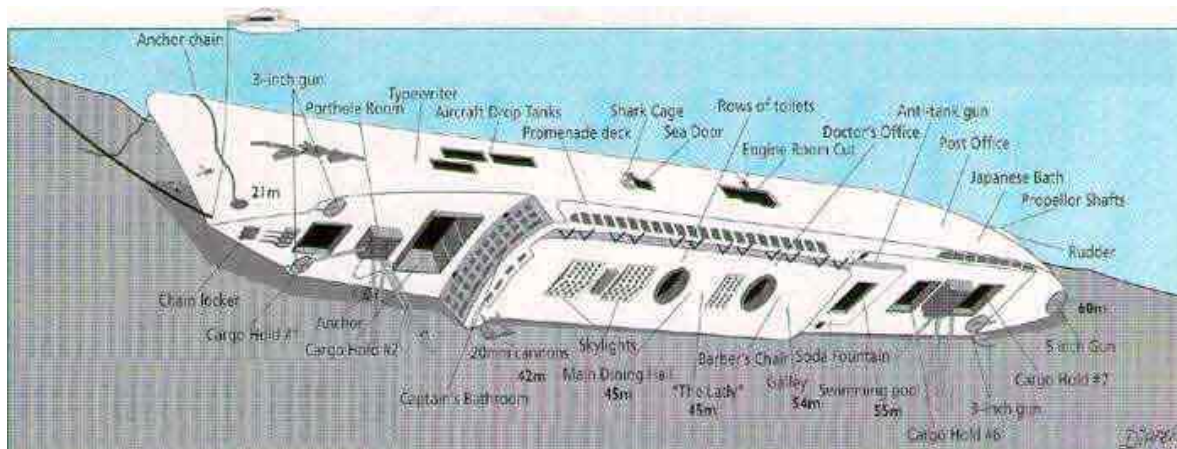 Anchor chain
3-inch gun
Porthole Room
Typewriter
Aircraft Drop Tanks
Promenade deck
Shark Cage
Sea Door
Rows of toilets
Engine Room Cut
Doctor's Office
Anti-tank gun
Post Office
Japanese Bath
Propellor Shafts
Rudder
21m
Chain locker
Cargo Hold #1
Anchor
Cargo Hold #2
Captain's Bathroom
20mm cannons
42m
Skylights
Main Dining Hall
45m
"The Lady"
45m
Barber's Chair
Galley
54m
Soda Fountain
Swimming pool
55m
Cargo Hold #6
3-inch gun
Cargo Hold #7
5 inch Gun
60m